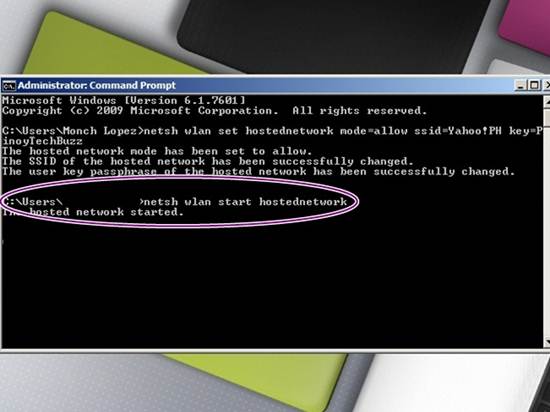 Administrator: Command Prompt
Microsoft Windows [Version 6.1.7601]
Copyright (c) 2009 Microsoft Corporation.  All rights reserved.
C:\Users\Monch Lopez>netsh wlan set hostednetwork mode=allow ssid=Yahoo!PH key=P
inoyTechBuzz
The hosted network mode has been set to allow.
The SSID of the hosted network has been successfully changed.
The user key passphrase of the hosted network has been successfully changed.
C:\Users\ >netsh wlan start hostednetwork
The hosted network started.